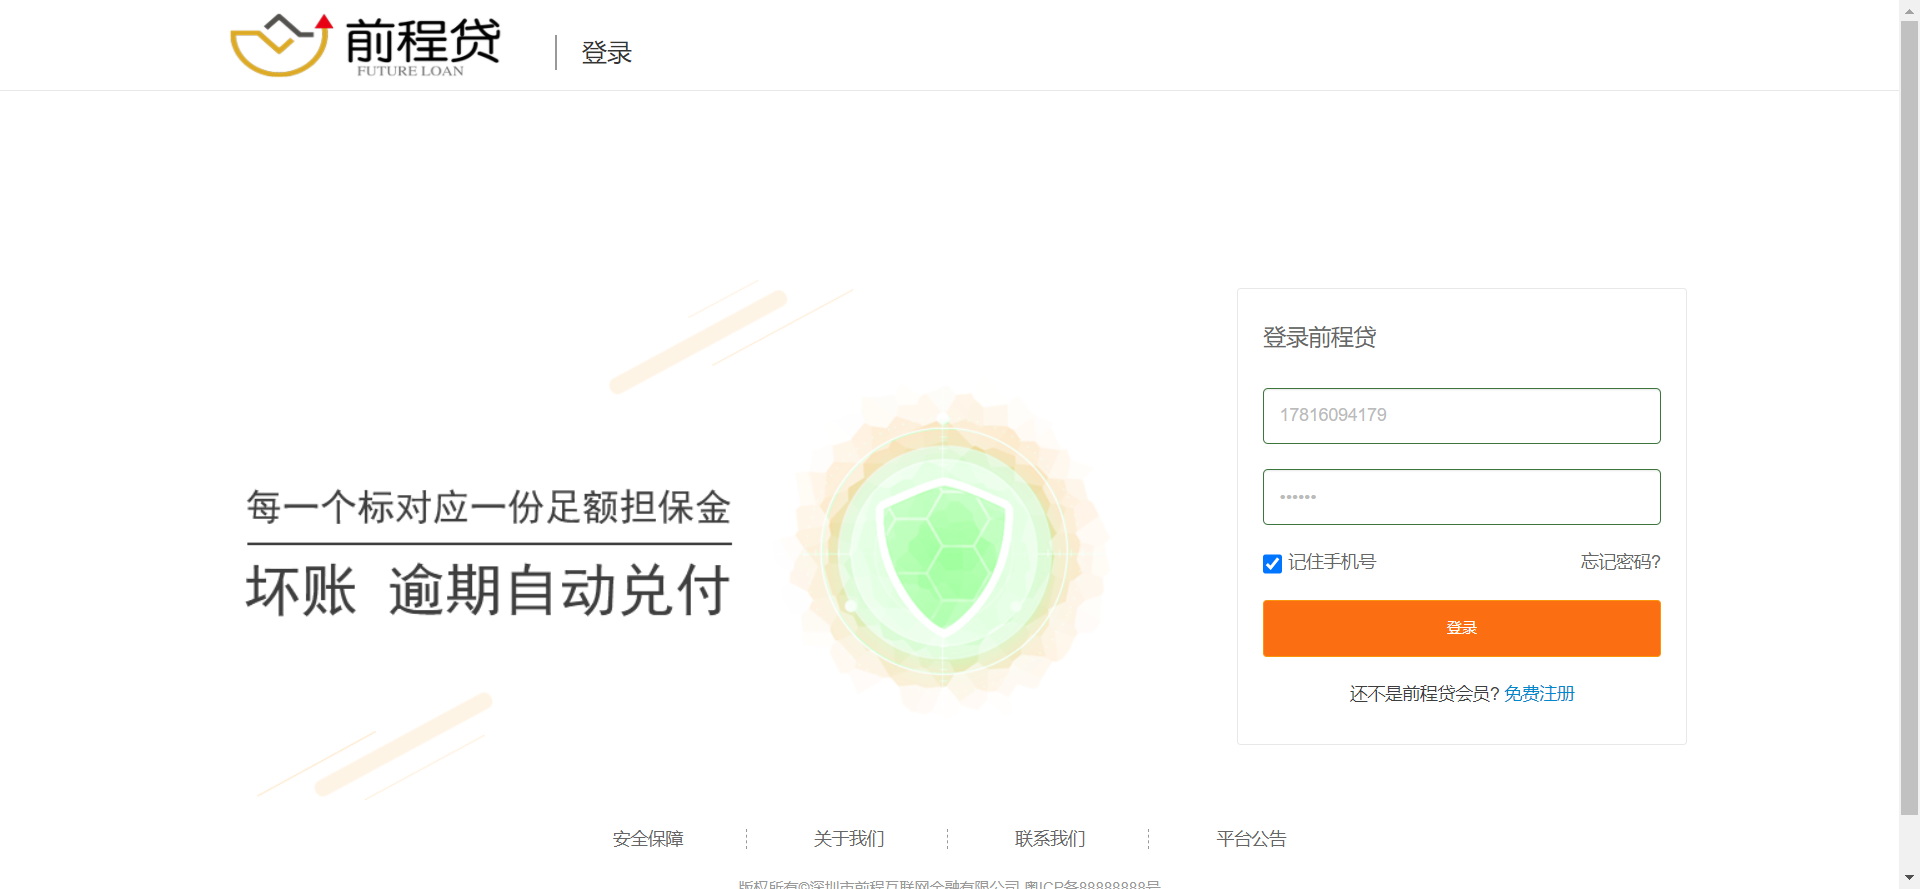 前程贷
FUTURE LOAN
登录
每一个标对应一份足额担保金
坏账 逾期自动兑付
登录前程贷
17816094179
••••••
记住手机号 忘记密码?
登录
还不是前程贷会员? 免费注册
安全保障 关于我们 联系我们 平台公告
版权所有©深圳市前程互联网金融有限公司 粤ICP备88888888号